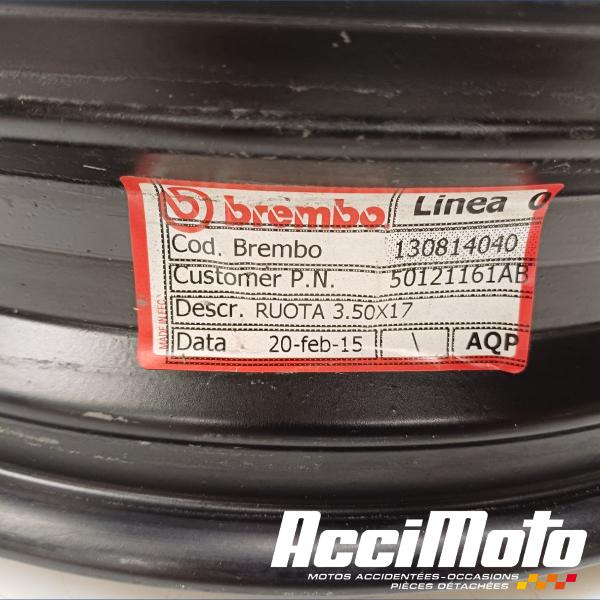 brembo Linea
Cod. Brembo 130814040
Customer P.N. 50121161AB
Descr. RUOTA 3.50X17
Data 20-feb-15 \ AQP
MADE IN EEC
AcciMoto
MOTOS ACCIDENTÉES-OCCASIONS
PIÈCES DÉTACHÉES